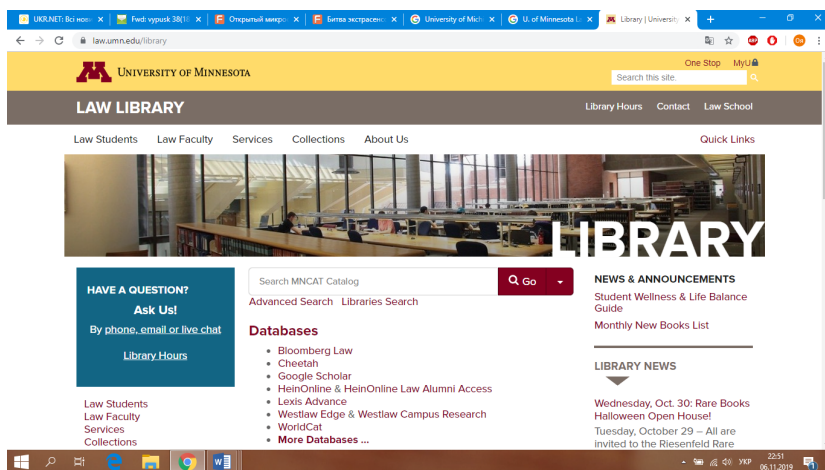 UKR.NET: Всі нови
Fwd: vypusk 38(18
Открытый микро
Битва экстрасенс
University of Mich
U. of Minnesota La
Library | University
law.umn.edu/library
ABP
UNIVERSITY OF MINNESOTA
One Stop MyU
Search this site.
LAW LIBRARY
Library Hours Contact Law School
Law Students Law Faculty Services Collections About Us Quick Links
LIBRARY
HAVE A QUESTION?
Ask Us!
By phone, email or live chat
Library Hours
Law Students
Law Faculty
Services
Collections
Search MNCAT Catalog
Go
Advanced Search Libraries Search
Databases
Bloomberg Law
Cheetah
Google Scholar
HeinOnline & HeinOnline Law Alumni Access
Lexis Advance
Westlaw Edge & Westlaw Campus Research
WorldCat
More Databases ...
NEWS & ANNOUNCEMENTS
Student Wellness & Life Balance
Guide
Monthly New Books List
LIBRARY NEWS
Wednesday, Oct. 30: Rare Books
Halloween Open House!
Tuesday, October 29 – All are
invited to the Riesenfeld Rare
УКР
22:51
06.11.2019